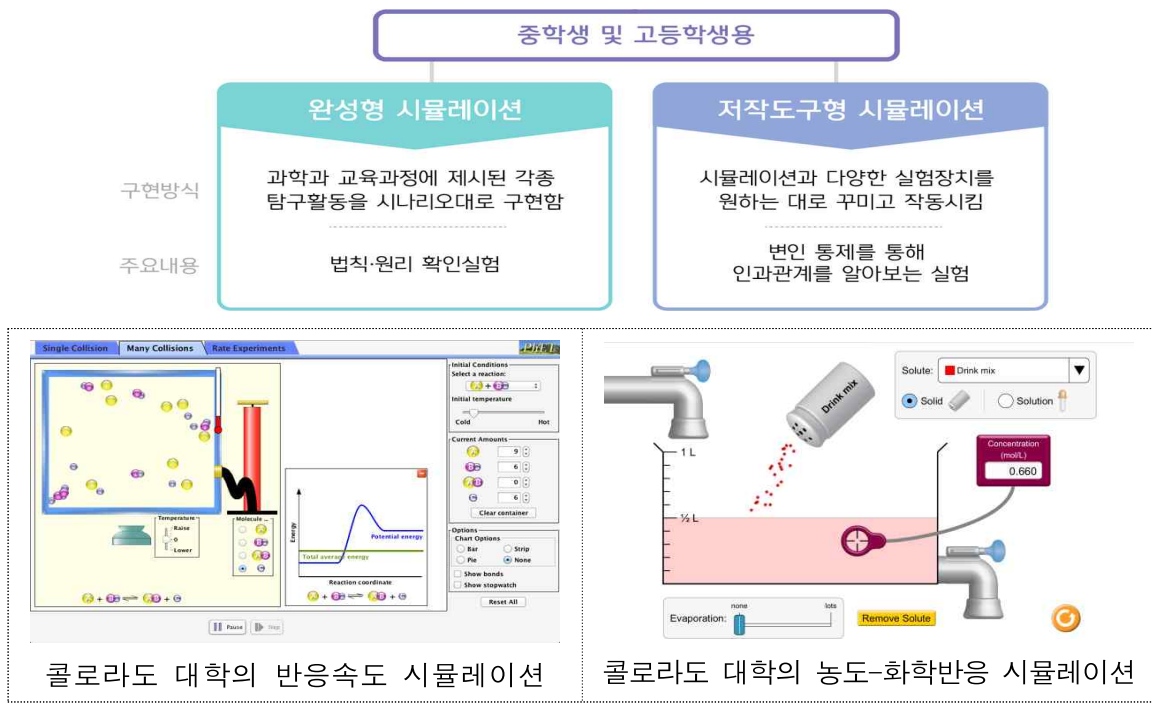 중학생 및 고등학생용
완성형 시뮬레이션
저작도구형 시뮬레이션
구현방식
과학과 교육과정에 제시된 각종
탐구활동을 시나리오대로 구현함
시뮬레이션과 다양한 실험장치를
원하는 대로 꾸미고 작동시킴
주요내용
법칙·원리 확인실험
변인 통제를 통해
인과관계를 알아보는 실험
Single Collision
Many Collisions
Rate Experiments
PhET
Initial Conditions
Select a reaction:
A + BC
Initial temperature
Cold Hot
Current Amounts
A 9
BC 6
AB 0
C 6
Clear container
Options
Chart Options
Bar Strip
Pie None
Show bonds
Show stopwatch
Reset All
Temperature
Raise
0
Lower
Molecule ...
A
BC
AB
C
Energy
Potential energy
Total average energy
Reaction coordinate
A + BC ⇌ AB + C
A + BC ⇌ AB + C
Pause Step
콜로라도 대학의 반응속도 시뮬레이션
Solute: Drink mix
Solid Solution
Drink mix
Concentration
(mol/L)
0.660
1 L
½ L
none lots
Evaporation:
Remove Solute
콜로라도 대학의 농도–화학반응 시뮬레이션